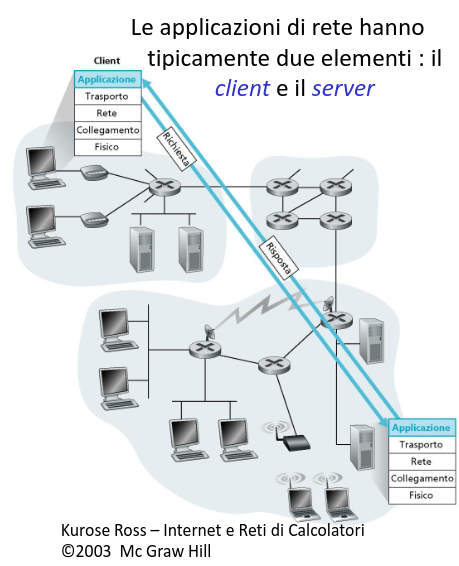 Le applicazioni di rete hanno
tipicamente due elementi : il
client e il server
Client
Applicazione
Trasporto
Rete
Collegamento
Fisico
Richiesta
Risposta
Applicazione
Trasporto
Rete
Collegamento
Fisico
Kurose Ross – Internet e Reti di Calcolatori
©2003 Mc Graw Hill